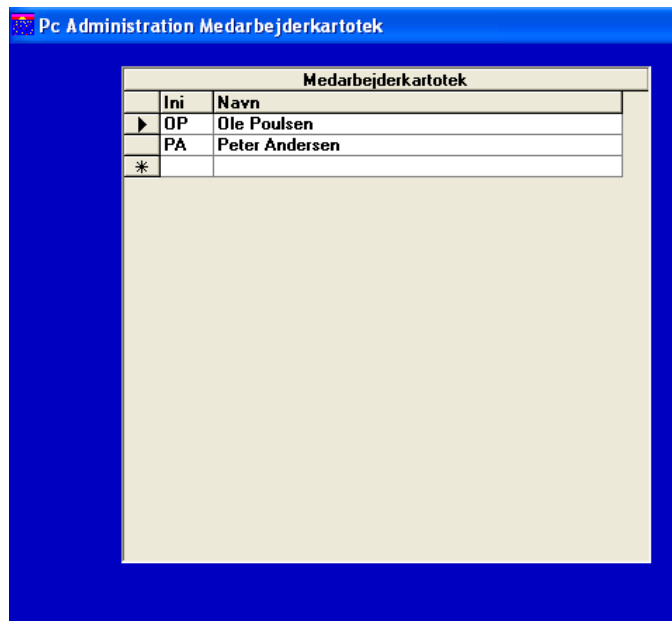 Pc Administration Medarbejderkartotek
Medarbejderkartotek
Ini Navn
OP Ole Poulsen
PA Peter Andersen